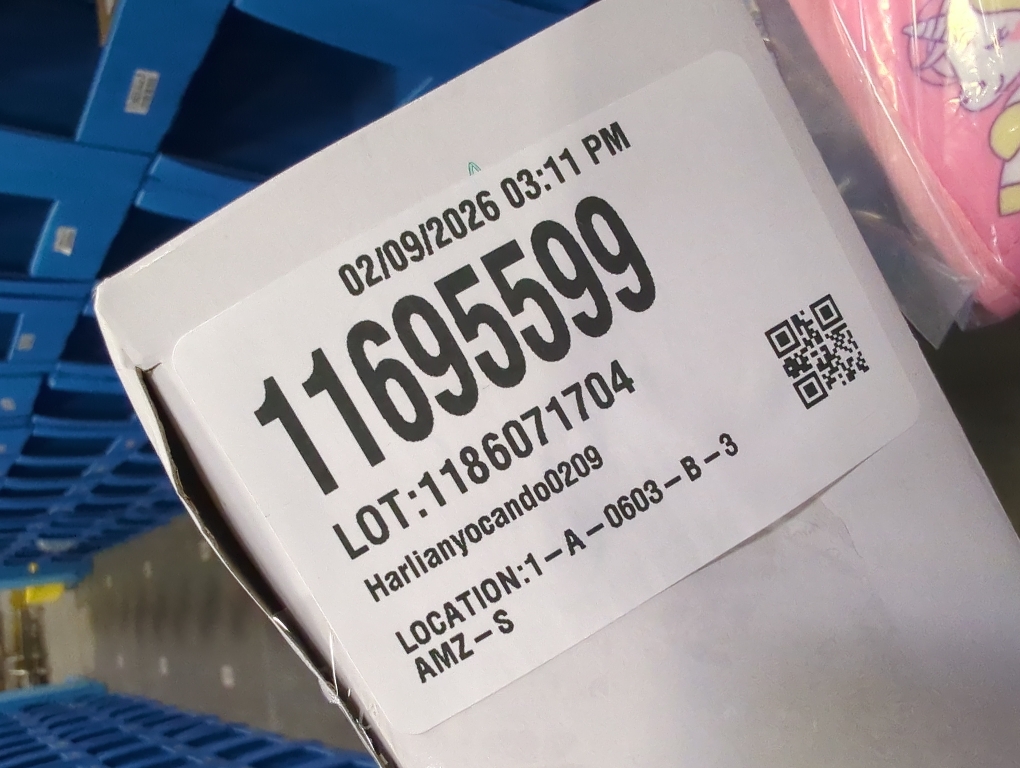 02/09/2026 03:11 PM
11695599
LOT:1186071704
Harlianyocando0209
LOCATION:1-A-0603-B-3
AMZ-S